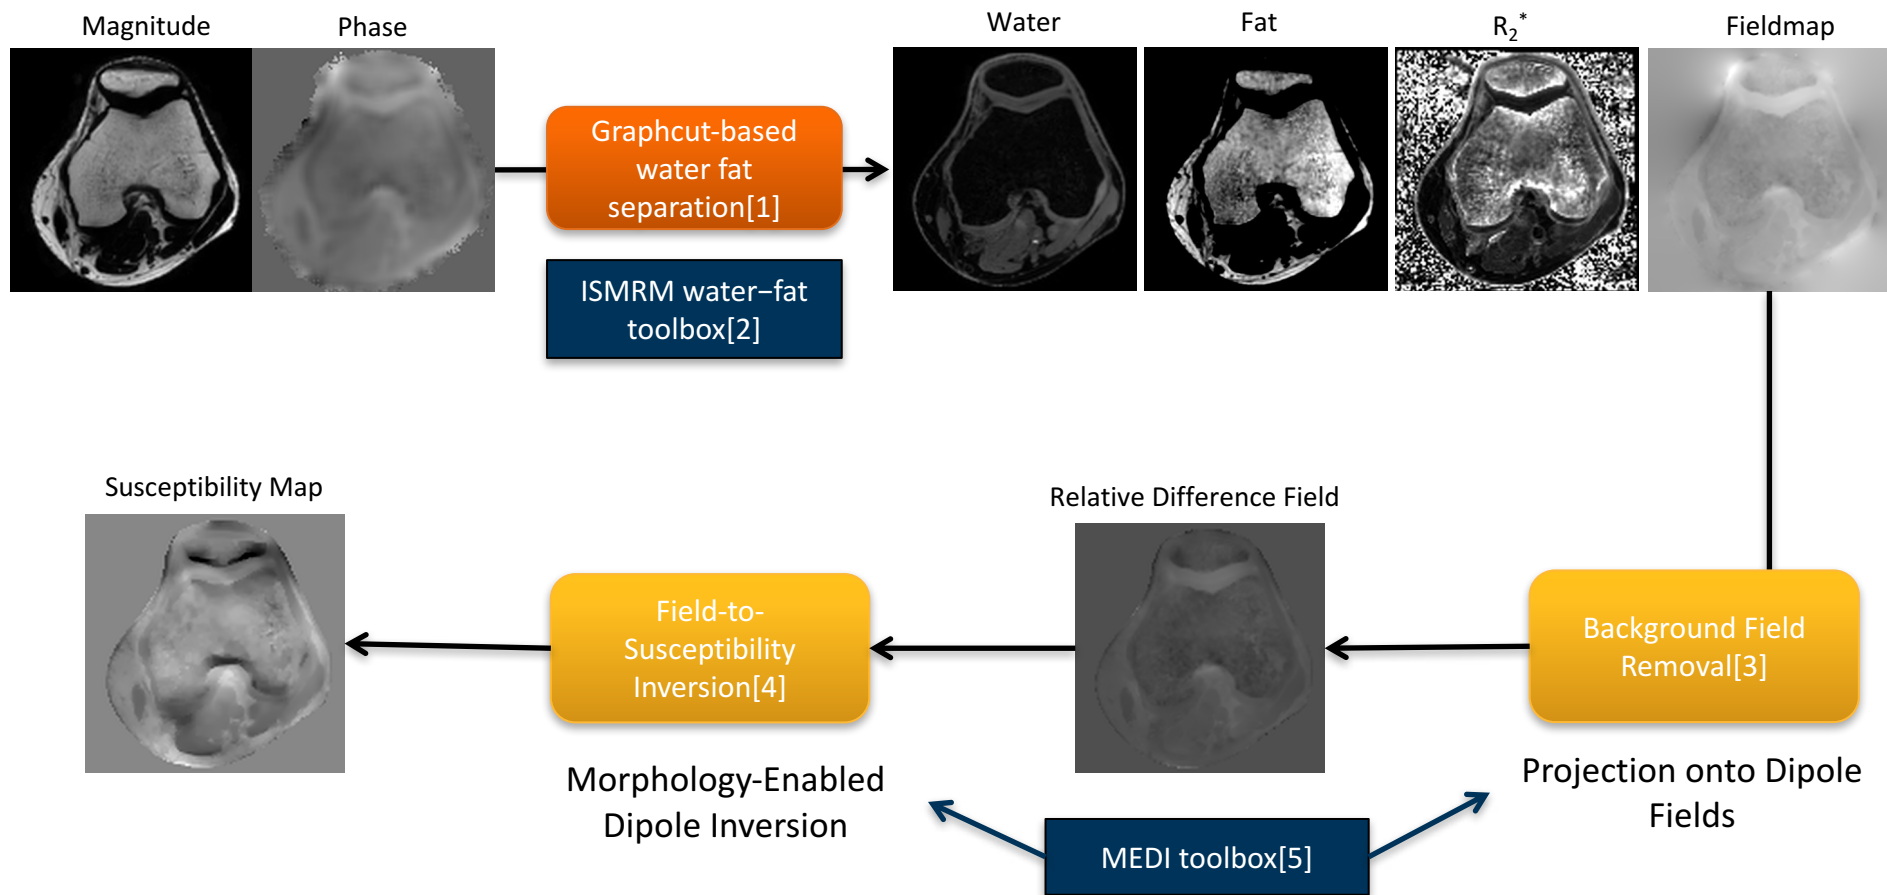 Magnitude
Phase
Water
Fat
R2*
Fieldmap
Graphcut-based
water fat
separation[1]
ISMRM water–fat
toolbox[2]
Susceptibility Map
Relative Difference Field
Field-to-
Susceptibility
Inversion[4]
Background Field
Removal[3]
Morphology-Enabled
Dipole Inversion
Projection onto Dipole
Fields
MEDI toolbox[5]